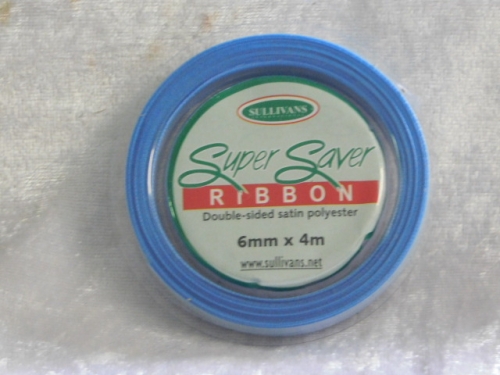 SULLIVANS
Super Saver
RIBBON
Double-sided satin polyester
6mm x 4m
www.sullivans.net